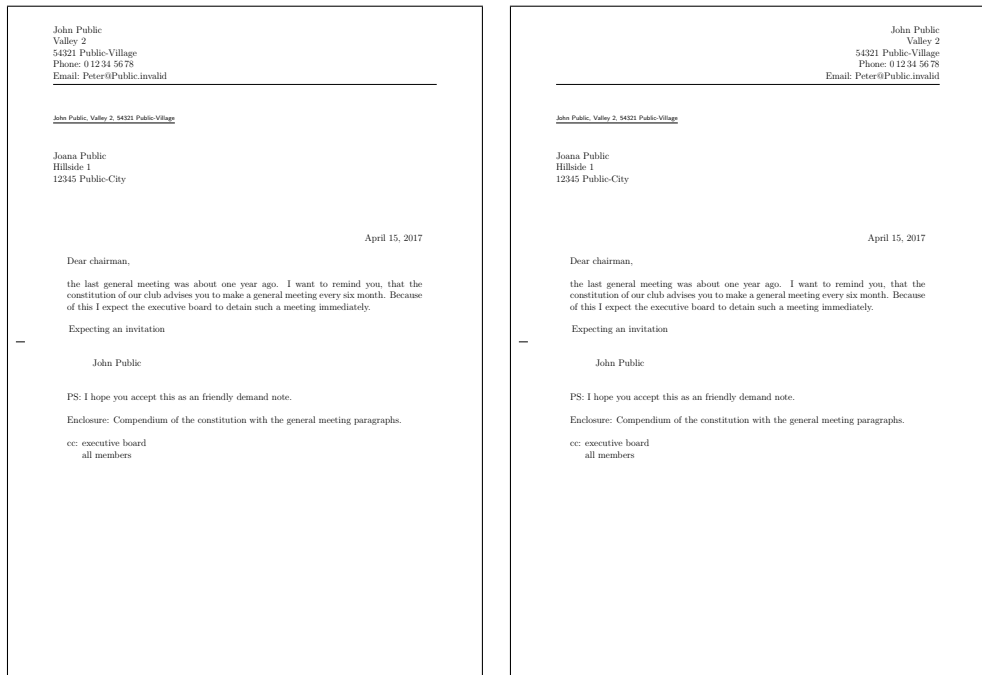 John Public
Valley 2
54321 Public-Village
Phone: 0 12 34 56 78
Email: Peter@Public.invalid
John Public, Valley 2, 54321 Public-Village
Joana Public
Hillside 1
12345 Public-City
April 15, 2017
Dear chairman,
the last general meeting was about one year ago. I want to remind you, that the
constitution of our club advises you to make a general meeting every six month. Because
of this I expect the executive board to detain such a meeting immediately.
Expecting an invitation
John Public
PS: I hope you accept this as an friendly demand note.
Enclosure: Compendium of the constitution with the general meeting paragraphs.
cc: executive board
all members
John Public
Valley 2
54321 Public-Village
Phone: 0 12 34 56 78
Email: Peter@Public.invalid
John Public, Valley 2, 54321 Public-Village
Joana Public
Hillside 1
12345 Public-City
April 15, 2017
Dear chairman,
the last general meeting was about one year ago. I want to remind you, that the
constitution of our club advises you to make a general meeting every six month. Because
of this I expect the executive board to detain such a meeting immediately.
Expecting an invitation
John Public
PS: I hope you accept this as an friendly demand note.
Enclosure: Compendium of the constitution with the general meeting paragraphs.
cc: executive board
all members